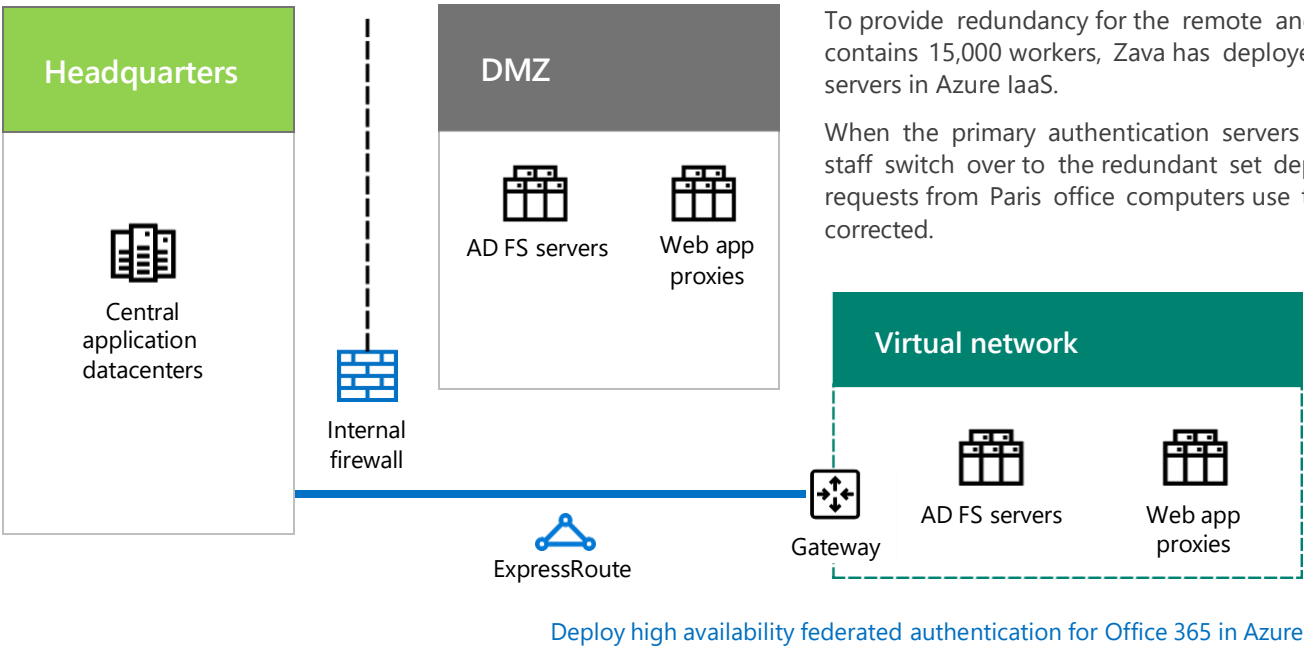 Headquarters
Central
application
datacenters
Internal
firewall
DMZ
AD FS servers
Web app
proxies
To provide redundancy for the remote
contains 15,000 workers, Zava has
servers in Azure IaaS.
When the primary authentication servers
staff switch over to the redundant set
requests from Paris office computers use
corrected.
Virtual network
AD FS servers
Web app
proxies
Gateway
ExpressRoute
Deploy high availability federated authentication for Office 365 in Azure